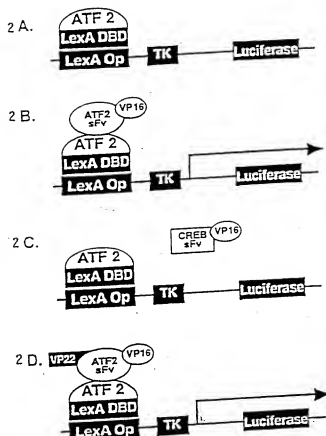 2 A.
ATF 2
LexA DBD
LexA Op TK Luciferase
2 B.
ATF2 sFv VP16
ATF 2
LexA DBD
LexA Op TK Luciferase
2 C.
CREB sFv VP16
ATF 2
LexA DBD
LexA Op TK Luciferase
2 D.
VP22 ATF2 sFv VP16
ATF 2
LexA DBD
LexA Op TK Luciferase